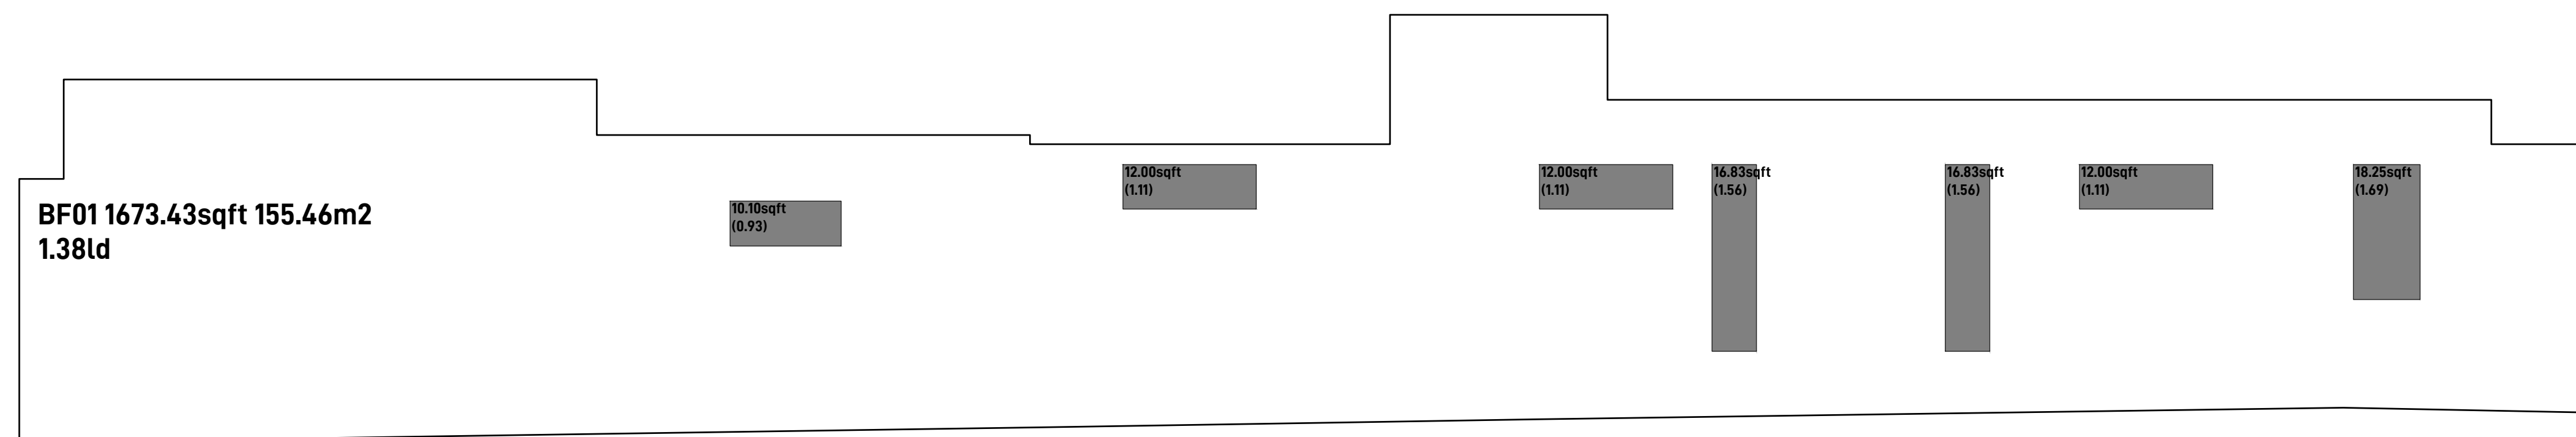 BF01 1673.43sqft 155.46m2
1.38ld
10.10sqft
(0.93)
12.00sqft
(1.11)
12.00sqft
(1.11)
16.83sqft
(1.56)
16.83sqft
(1.56)
12.00sqft
(1.11)
18.25sqft
(1.69)